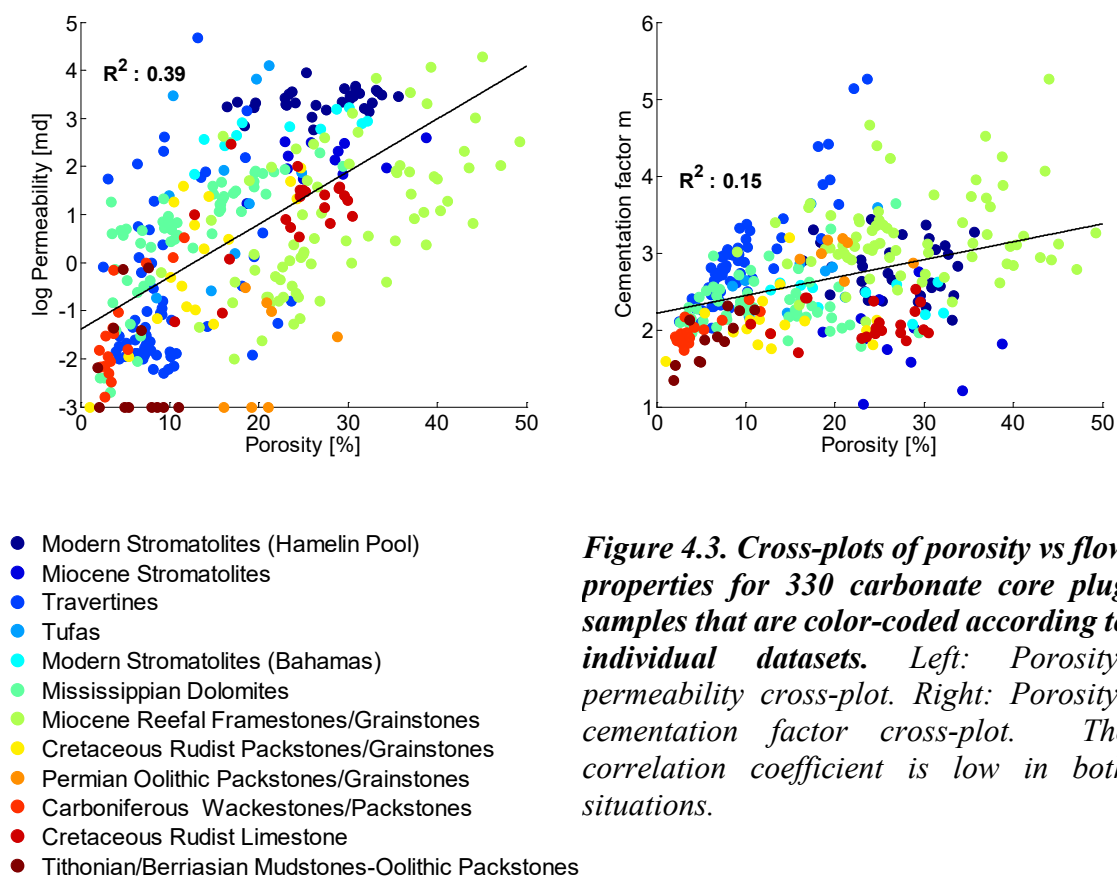 5
4
3
2
1
0
-1
-2
-3
log Permeability [md]
R2 : 0.39
0 10 20 30 40 50
Porosity [%]
6
5
4
3
2
1
Cementation factor m
R2 : 0.15
0 10 20 30 40 50
Porosity [%]
Modern Stromatolites (Hamelin Pool)
Miocene Stromatolites
Travertines
Tufas
Modern Stromatolites (Bahamas)
Mississippian Dolomites
Miocene Reefal Framestones/Grainstones
Cretaceous Rudist Packstones/Grainstones
Permian Oolithic Packstones/Grainstones
Carboniferous Wackestones/Packstones
Cretaceous Rudist Limestone
Tithonian/Berriasian Mudstones-Oolithic Packstones
Figure 4.3. Cross-plots of porosity vs flow
properties for 330 carbonate core plug
samples that are color-coded according to
individual datasets. Left: Porosity-
permeability cross-plot. Right: Porosity-
cementation factor cross-plot. The
correlation coefficient is low in both
situations.